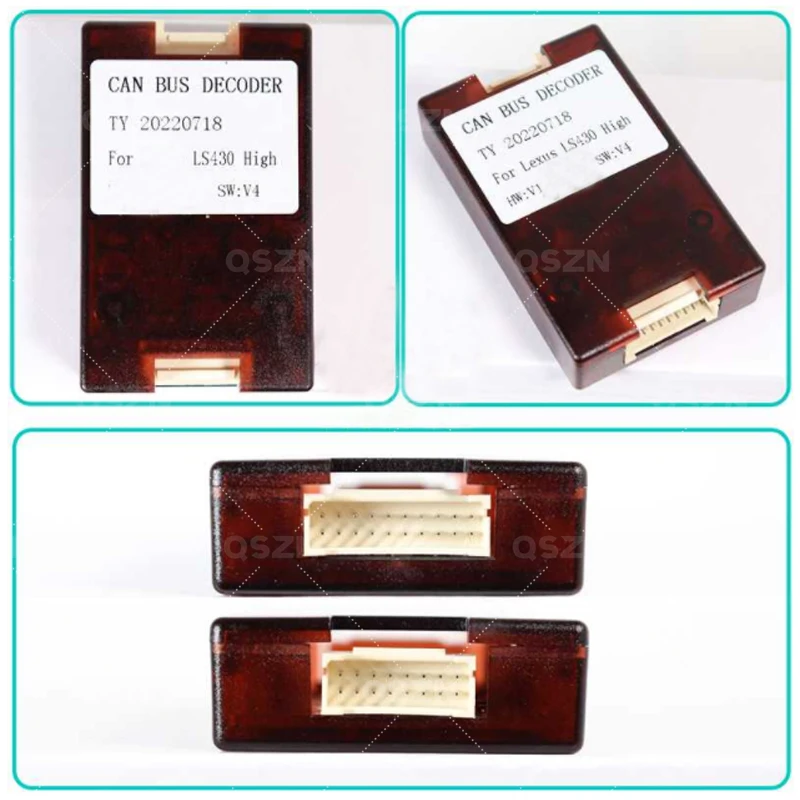 CAN BUS DECODER
TY 20220718
For LS430 High
SW:V4
CAN BUS DECODER
TY 20220718
For Lexus LS430 High
SW:V4
HW:V1
QSZN
QSZN
QSZN
QSZN